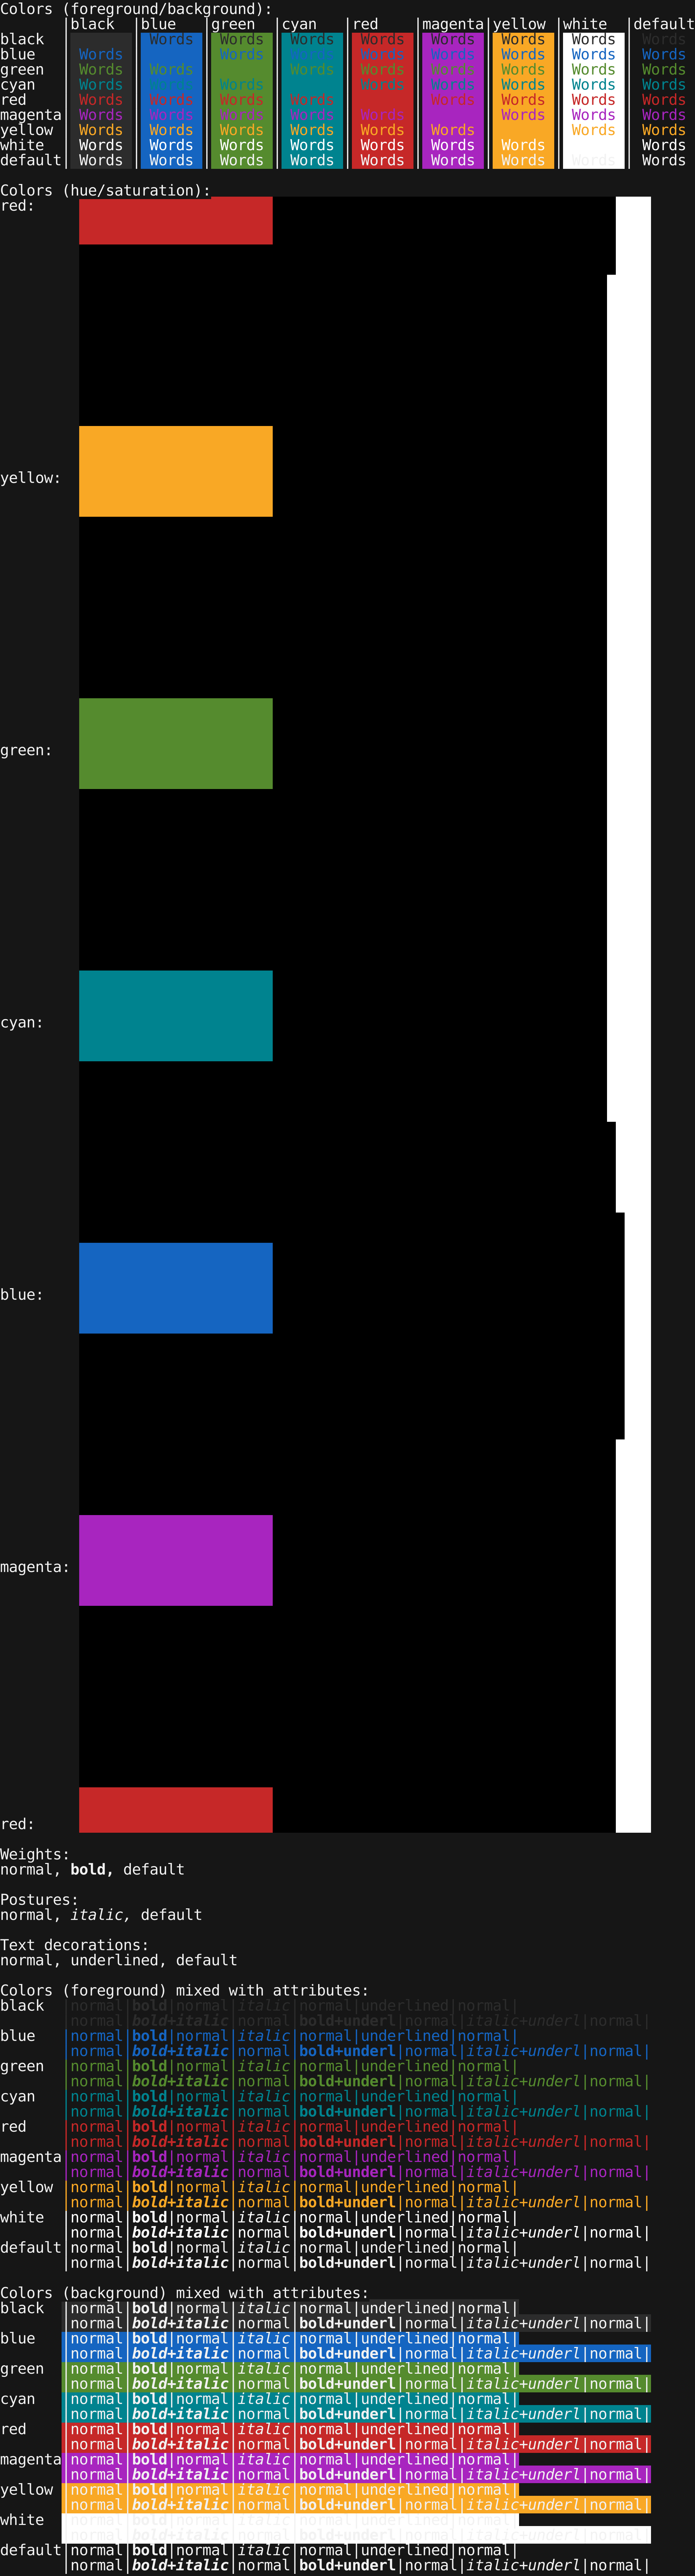 Colors (foreground/background):
|black |blue |green |cyan |red |magenta|yellow |white |default
black | | Words | Words | Words | Words | Words | Words | Words | Words
blue | Words | | Words | Words | Words | Words | Words | Words | Words
green | Words | Words | | Words | Words | Words | Words | Words | Words
cyan | Words | Words | Words | | Words | Words | Words | Words | Words
red | Words | Words | Words | Words | | Words | Words | Words | Words
magenta| Words | Words | Words | Words | Words | | Words | Words | Words
yellow | Words | Words | Words | Words | Words | Words | | Words | Words
white | Words | Words | Words | Words | Words | Words | Words | | Words
default| Words | Words | Words | Words | Words | Words | Words | Words | Words
Colors (hue/saturation):
red:
yellow:
green:
cyan:
blue:
magenta:
red:
Weights:
normal, bold, default
Postures:
normal, italic, default
Text decorations:
normal, underlined, default
Colors (foreground) mixed with attributes:
black |normal|bold|normal|italic|normal|underlined|normal|
|normal|bold+italic|normal|bold+underl|normal|italic+underl|normal|
blue |normal|bold|normal|italic|normal|underlined|normal|
|normal|bold+italic|normal|bold+underl|normal|italic+underl|normal|
green |normal|bold|normal|italic|normal|underlined|normal|
|normal|bold+italic|normal|bold+underl|normal|italic+underl|normal|
cyan |normal|bold|normal|italic|normal|underlined|normal|
|normal|bold+italic|normal|bold+underl|normal|italic+underl|normal|
red |normal|bold|normal|italic|normal|underlined|normal|
|normal|bold+italic|normal|bold+underl|normal|italic+underl|normal|
magenta|normal|bold|normal|italic|normal|underlined|normal|
|normal|bold+italic|normal|bold+underl|normal|italic+underl|normal|
yellow |normal|bold|normal|italic|normal|underlined|normal|
|normal|bold+italic|normal|bold+underl|normal|italic+underl|normal|
white |normal|bold|normal|italic|normal|underlined|normal|
|normal|bold+italic|normal|bold+underl|normal|italic+underl|normal|
default|normal|bold|normal|italic|normal|underlined|normal|
|normal|bold+italic|normal|bold+underl|normal|italic+underl|normal|
Colors (background) mixed with attributes:
black |normal|bold|normal|italic|normal|underlined|normal|
|normal|bold+italic|normal|bold+underl|normal|italic+underl|normal|
blue |normal|bold|normal|italic|normal|underlined|normal|
|normal|bold+italic|normal|bold+underl|normal|italic+underl|normal|
green |normal|bold|normal|italic|normal|underlined|normal|
|normal|bold+italic|normal|bold+underl|normal|italic+underl|normal|
cyan |normal|bold|normal|italic|normal|underlined|normal|
|normal|bold+italic|normal|bold+underl|normal|italic+underl|normal|
red |normal|bold|normal|italic|normal|underlined|normal|
|normal|bold+italic|normal|bold+underl|normal|italic+underl|normal|
magenta|normal|bold|normal|italic|normal|underlined|normal|
|normal|bold+italic|normal|bold+underl|normal|italic+underl|normal|
yellow |normal|bold|normal|italic|normal|underlined|normal|
|normal|bold+italic|normal|bold+underl|normal|italic+underl|normal|
white |normal|bold|normal|italic|normal|underlined|normal|
|normal|bold+italic|normal|bold+underl|normal|italic+underl|normal|
default|normal|bold|normal|italic|normal|underlined|normal|
|normal|bold+italic|normal|bold+underl|normal|italic+underl|normal|